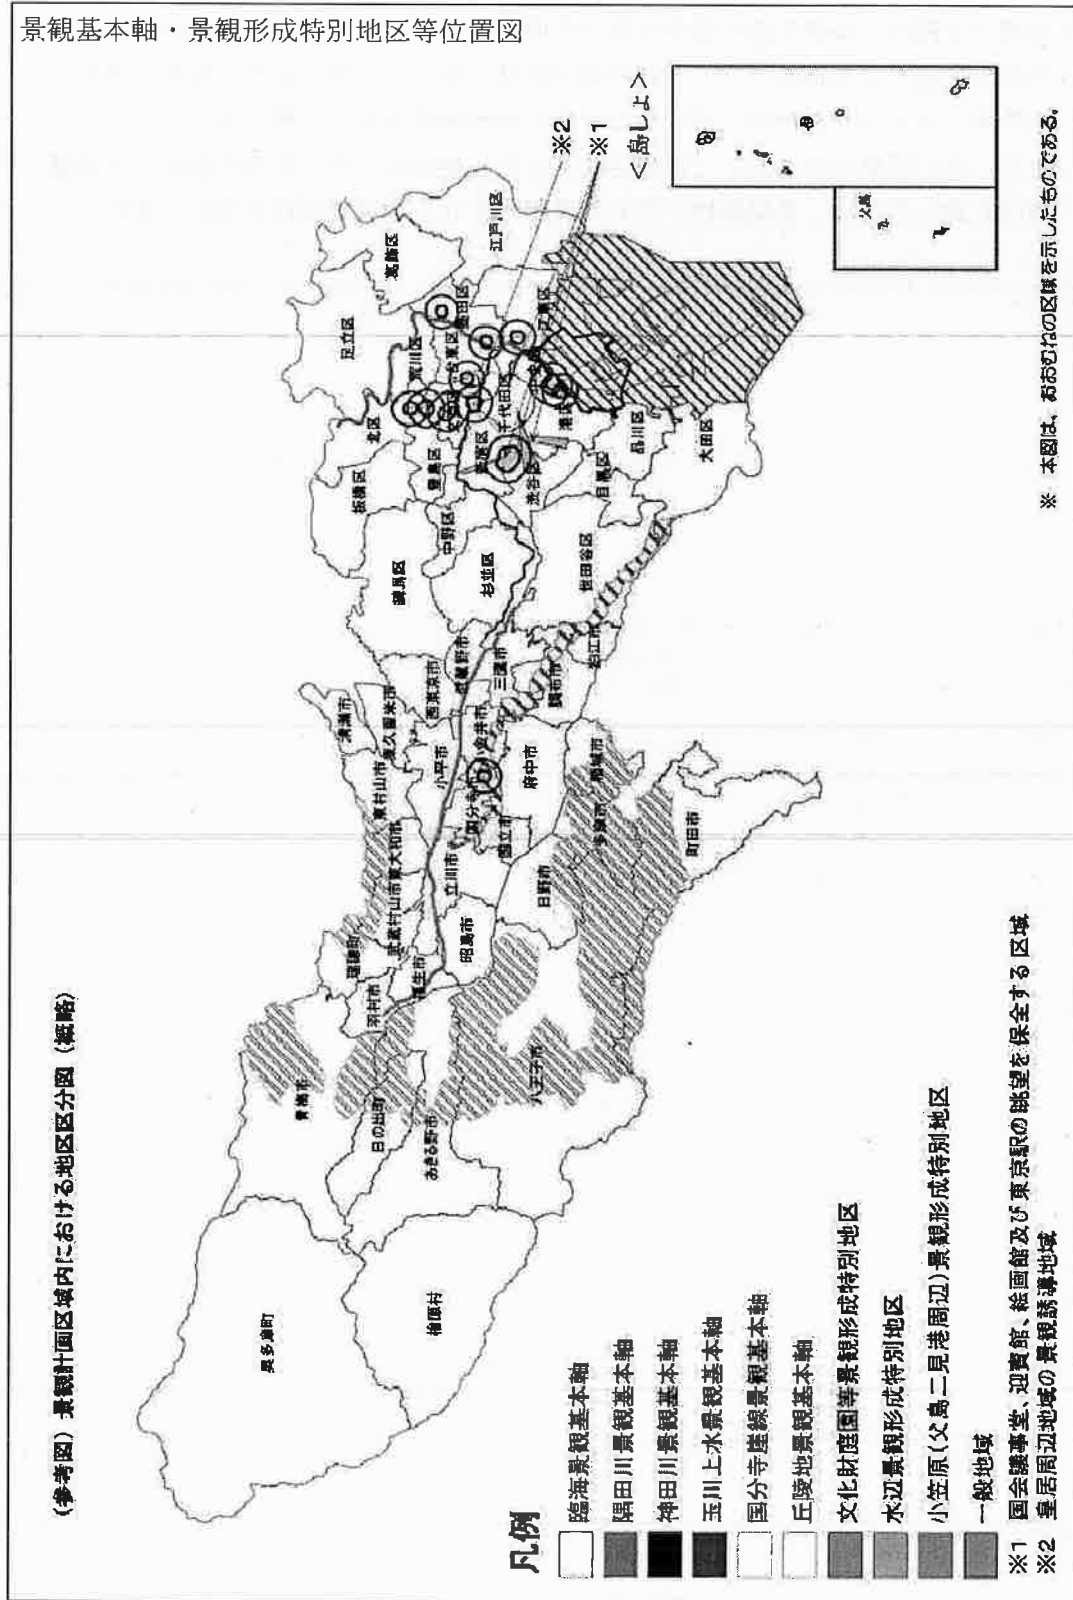 景観基本軸・景観形成特別地区等位置図
(参考図) 景観計画区域内における地区区分図 (概略)
<島しょ>
父島
※2
※1
足立区
葛飾区
江戸川区
荒川区
墨田区
台東区
江東区
北区
板橋区
豊島区
千代田区
港区
渋谷区
品川区
目黒区
大田区
中野区
練馬区
杉並区
世田谷区
西東京市
武蔵野市
三鷹市
調布市
狛江市
清瀬市
東久留米市
小金井市
小平市
東村山市
府中市
稲城市
国分寺市
国立市
多摩市
町田市
東大和市
武蔵村山市
立川市
日野市
昭島市
瑞穂町
福生市
羽村市
青梅市
日の出町
あきる野市
八王子市
奥多摩町
檜原村
凡例
臨海景観基本軸
隅田川景観基本軸
神田川景観基本軸
玉川上水景観基本軸
国分寺崖線景観基本軸
丘陵地景観基本軸
文化財庭園等景観形成特別地区
水辺景観形成特別地区
小笠原(父島二見港周辺)景観形成特別地区
一般地域
※1 国会議事堂、迎賓館、絵画館及び東京駅の眺望を保全する区域
※2 皇居周辺地域の景観誘導地域
※ 本図は、おおむねの区域を示したものである。